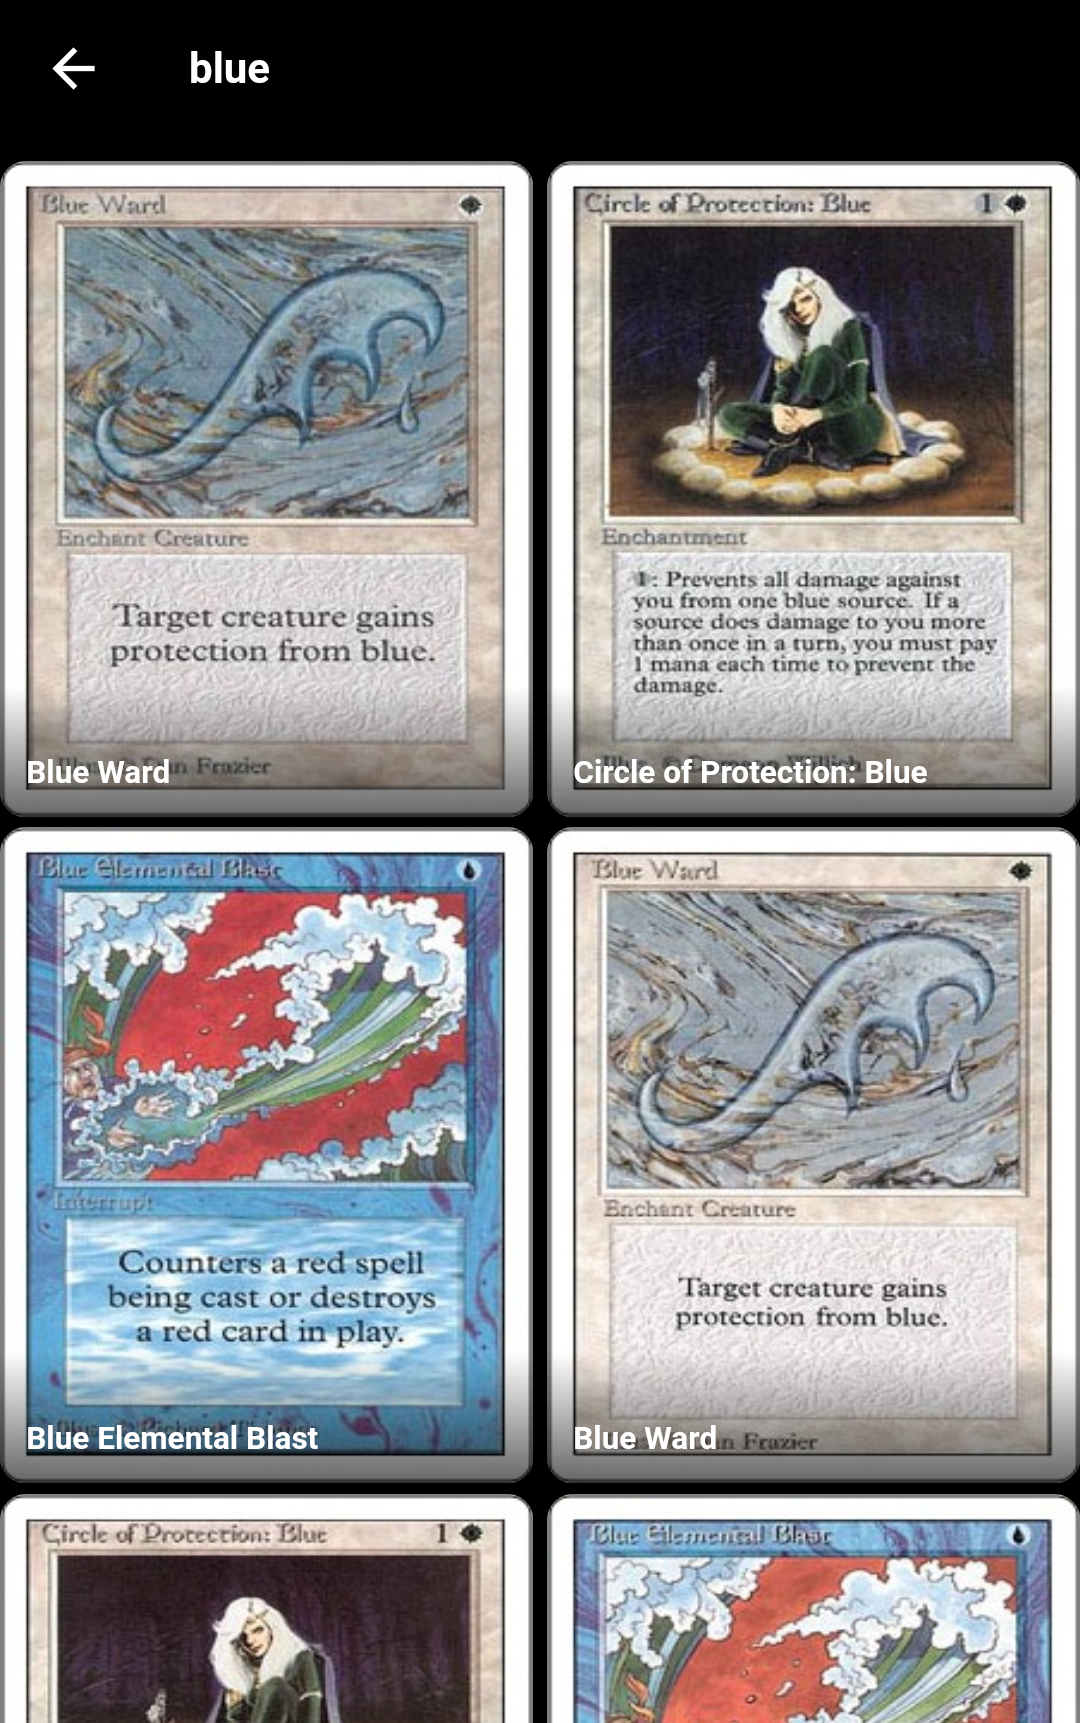 blue
Blue Ward
Enchant Creature
Target creature gains
protection from blue.
Frazier
Blue Ward
Circle of Protection: Blue 1
Enchantment
1: Prevents all damage against
you from one blue source. If a
source does damage to you more
than once in a turn, you must pay
1 mana each time to prevent the
damage.
Circle of Protection: Blue
Blue Elemental Blast
Interrupt
Counters a red spell
being cast or destroys
a red card in play.
Blue Elemental Blast
Blue Ward
Enchant Creature
Target creature gains
protection from blue.
Frazier
Blue Ward
Circle of Protection: Blue 1
Blue Elemental Blast